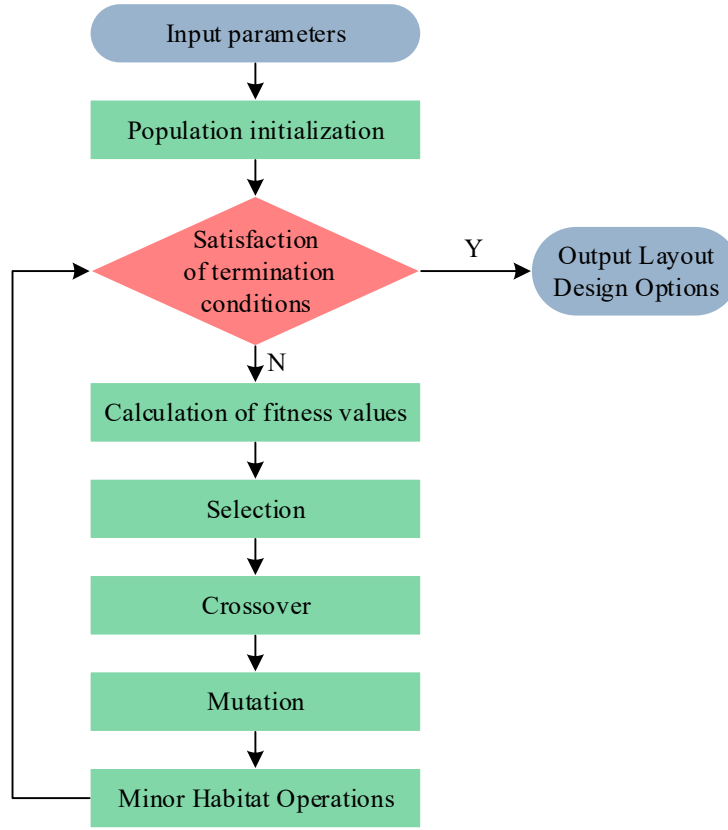 Input parameters
Population initialization
Satisfaction
of termination
conditions
Y
Output Layout
Design Options
N
Calculation of fitness values
Selection
Crossover
Mutation
Minor Habitat Operations